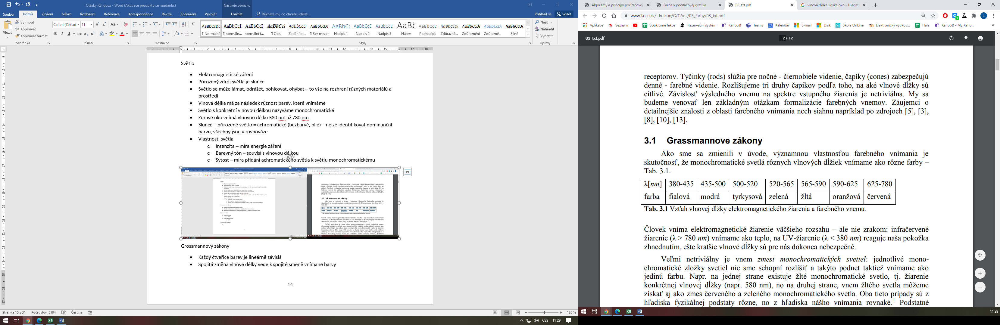 Otázky RSI.docx - Word (Aktivace produktu se nezdařila.)
Nástroje obrázku
Soubor Domů Vložení Návrh Rozložení Reference Korespondence Revize Zobrazení Vývojář Formát Řekněte mi, co chcete udělat... Přihlásit se Sdílet
Vložit
Vyjmout
Kopírovat
Kopírovat formát
Schránka
Calibri (Základ 11
Písmo
Odstavec
AaBbCcDc AaBbCcI AaBbCcI AaBbCcI AaBbCcD AaBbCcDc AaBbCc AaBbCcC AaBbCcD AaBb AaBbCcC AaBbCcDc AaBbCcDc AaBbCcDc AaBbCcDc
¶ Normální ¶ normáln... normální t... ¶ Obr. Zadání ot... ¶ Bez mezer Nadpis 1 Nadpis 2 Nadpis 3 Název Podnadpis Zdůrazné... Zdůraznění Zdůrazné... Silné
Styly
Najít
Nahradit
Vybrat
Úpravy
Světlo
• Elektromagnetické záření
• Přirozený zdroj světla je slunce
• Světlo se může lámat, odrážet, pohlcovat, ohýbat – to vše na rozhraní různých materiálů a
prostředí
• Vlnová délka má za následek různost barev, které vnímáme
• Světlo s konkrétní vlnovou délkou nazýváme monochromatické
• Zdravé oko vnímá vlnovou délku 380 nm až 780 nm
• Slunce – přirozené světlo = achromatické (bezbarvé, bílé) – nelze identifikovat dominanční
barvu, všechny jsou v rovnováze
• Vlastnosti světla
o Intenzita – míra energie záření
o Barevný tón – souvisí s vlnovou délkou
o Sytost – míra přidání achromatického světla k světlu monochromatickému
Grossmannovy zákony
• Každý čtveřice barev je lineárně závislá
• Spojitá změna vlnové délky vede k spojité směně vnímané barvy
14
Stránka 15 z 31 Počet slov: 5194 Čeština 120 %
CES 11:29
Algoritmy a princípy počítačovej Farba v počítačovej grafike 03_txt.pdf vlnová délka lidské oko - Hledat
www1.osu.cz/~kolcun/G/GArsi/03_farby/03_txt.pdf
Aplikace Seznam Soukromé lekce Rezervační systém Kahoot! Teams Kalendář E-mail Disk Škola OnLine Elektronický výukov... Hala Kahoot! - My Kaho... »
03_txt.pdf 2 / 12
receptorov. Tyčinky (rods) slúžia pre nočné - čiernobiele videnie, čapíky (cones) zabezpečujú
denné - farebné videnie. Rozlišujeme tri druhy čapíkov podľa toho, na aké vlnové dĺžky sú
citlivé. Závislosť výsledného vnemu na spektre vstupného žiarenia je netriviálna. My sa
budeme venovať len základným otázkam formalizácie farebných vnemov. Záujemci o
detailnejšie znalosti z oblasti farebného vnímania nech siahnu napríklad po zdrojoch [5], [3],
[8], [10], [13].
3.1 Grassmannove zákony
Ako sme sa zmienili v úvode, významnou vlastnosťou farebného vnímania je
skutočnosť, že monochromatické svetlá rôznych vlnových dĺžiek vnímame ako rôzne farby –
Tab. 3.1.
λ[nm] 380-435 435-500 500-520 520-565 565-590 590-625 625-780
farba fialová modrá tyrkysová zelená žltá oranžová červená
Tab. 3.1 Vzťah vlnovej dĺžky elektromagnetického žiarenia a farebného vnemu.
Človek vníma elektromagnetické žiarenie väčšieho rozsahu – ale nie zrakom: infračervené
žiarenie (λ > 780 nm) vnímame ako teplo, na UV-žiarenie (λ < 380 nm) reaguje naša pokožka
zhnednutím, ešte kratšie vlnové dĺžky sú pre nás dokonca nebezpečné.
Veľmi netriviálny je vnem zmesi monochromatických svetiel: jednotlivé mono-
chromatické zložky svetiel nie sme schopní rozlíšiť a takýto podnet taktiež vnímame ako
jedinú farbu. Napr. na jednej strane existuje žlté monochromatické svetlo, tj. žiarenie
konkrétnej vlnovej dĺžky (napr. 580 nm), no na druhej strane, vnem žltého svetla môžeme
získať aj ako zmes červeného a zeleného monochromatického svetla. Oba tieto prípady sú z
hľadiska fyzikálnej podstaty rôzne, no z hľadiska nášho vnímania rovnaké.1 Podstatné
11:29